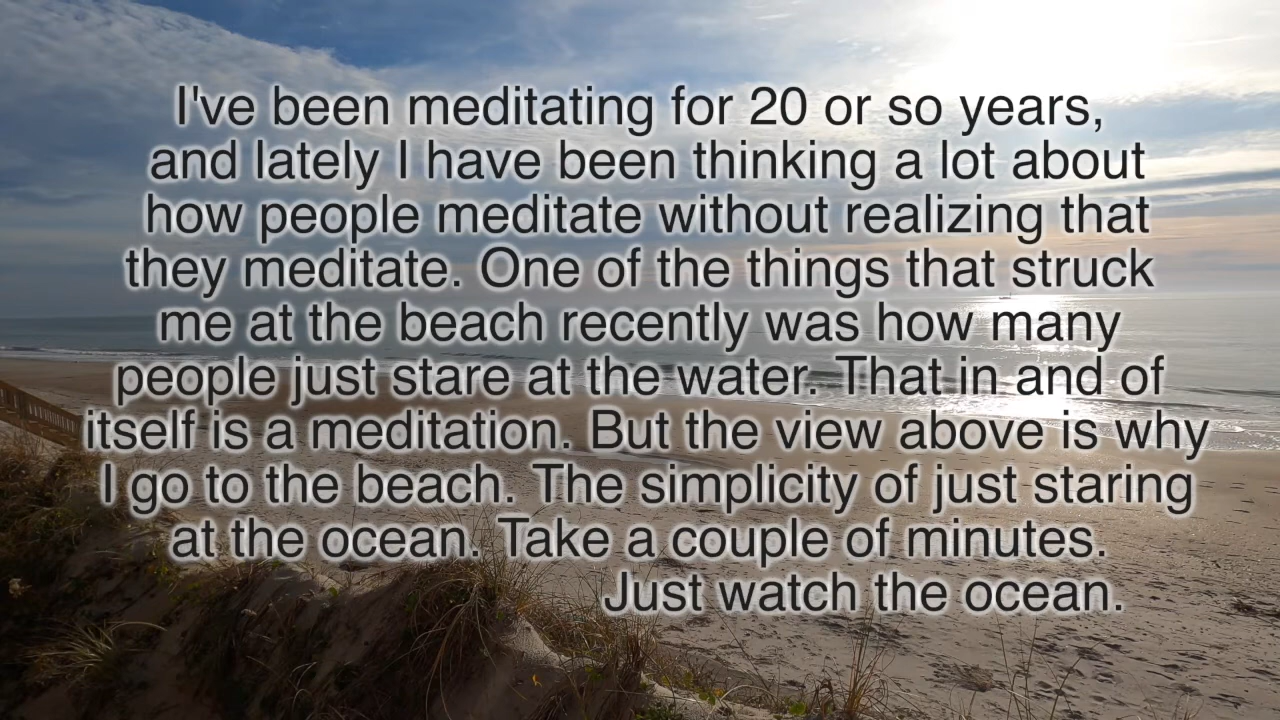 I've been meditating for 20 or so years,
and lately I have been thinking a lot about
how people meditate without realizing that
they meditate. One of the things that struck
me at the beach recently was how many
people just stare at the water. That in and of
itself is a meditation. But the view above is why
I go to the beach. The simplicity of just staring
at the ocean. Take a couple of minutes.
Just watch the ocean.